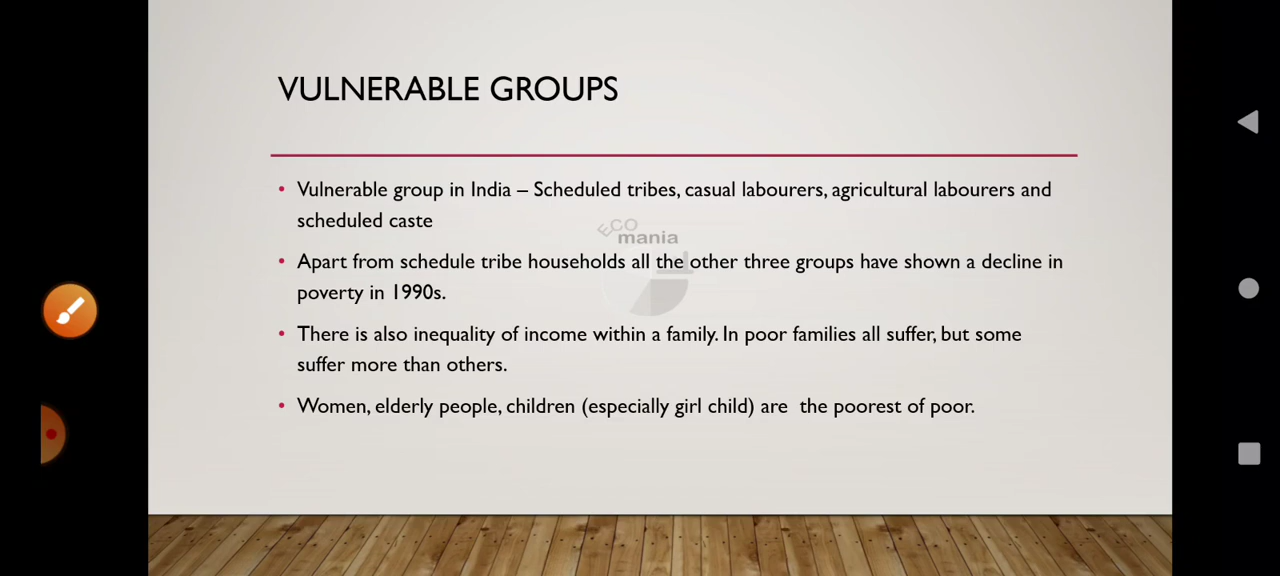 VULNERABLE GROUPS
• Vulnerable group in India – Scheduled tribes, casual labourers, agricultural labourers and
scheduled caste
ECO
mania
• Apart from schedule tribe households all the other three groups have shown a decline in
poverty in 1990s.
• There is also inequality of income within a family. In poor families all suffer, but some
suffer more than others.
• Women, elderly people, children (especially girl child) are  the poorest of poor.